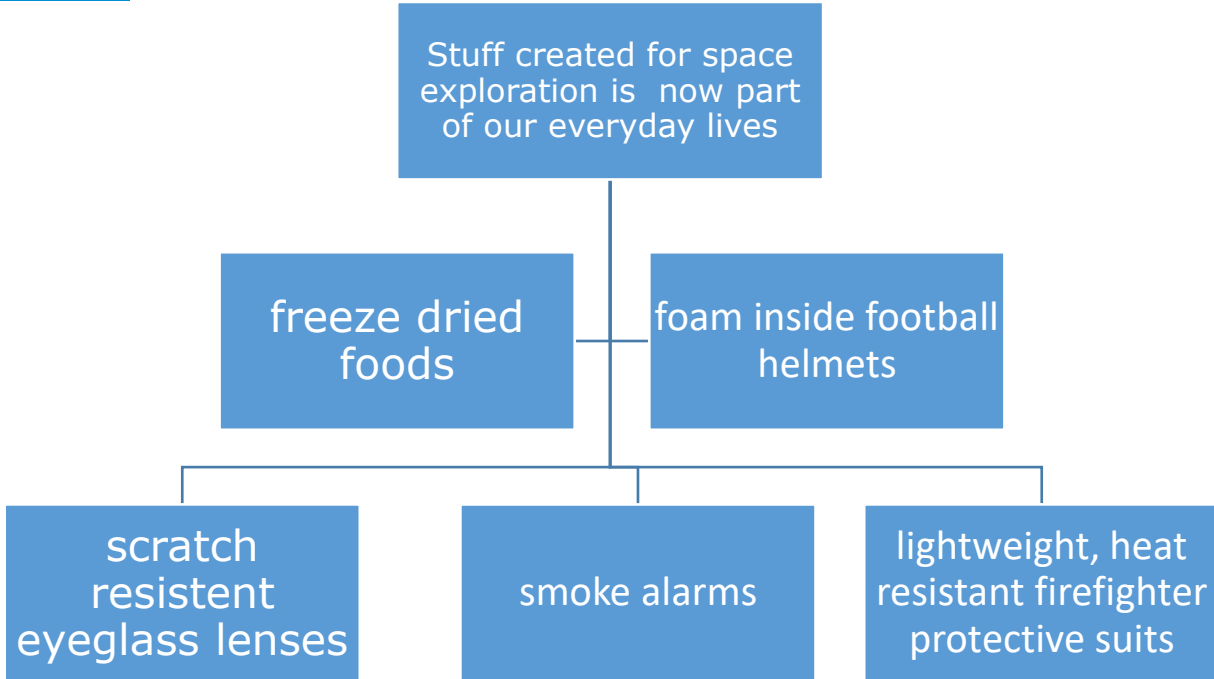 Stuff created for space
exploration is  now part
of our everyday lives
freeze dried
foods
foam inside football
helmets
scratch
resistent
eyeglass lenses
smoke alarms
lightweight, heat
resistant firefighter
protective suits